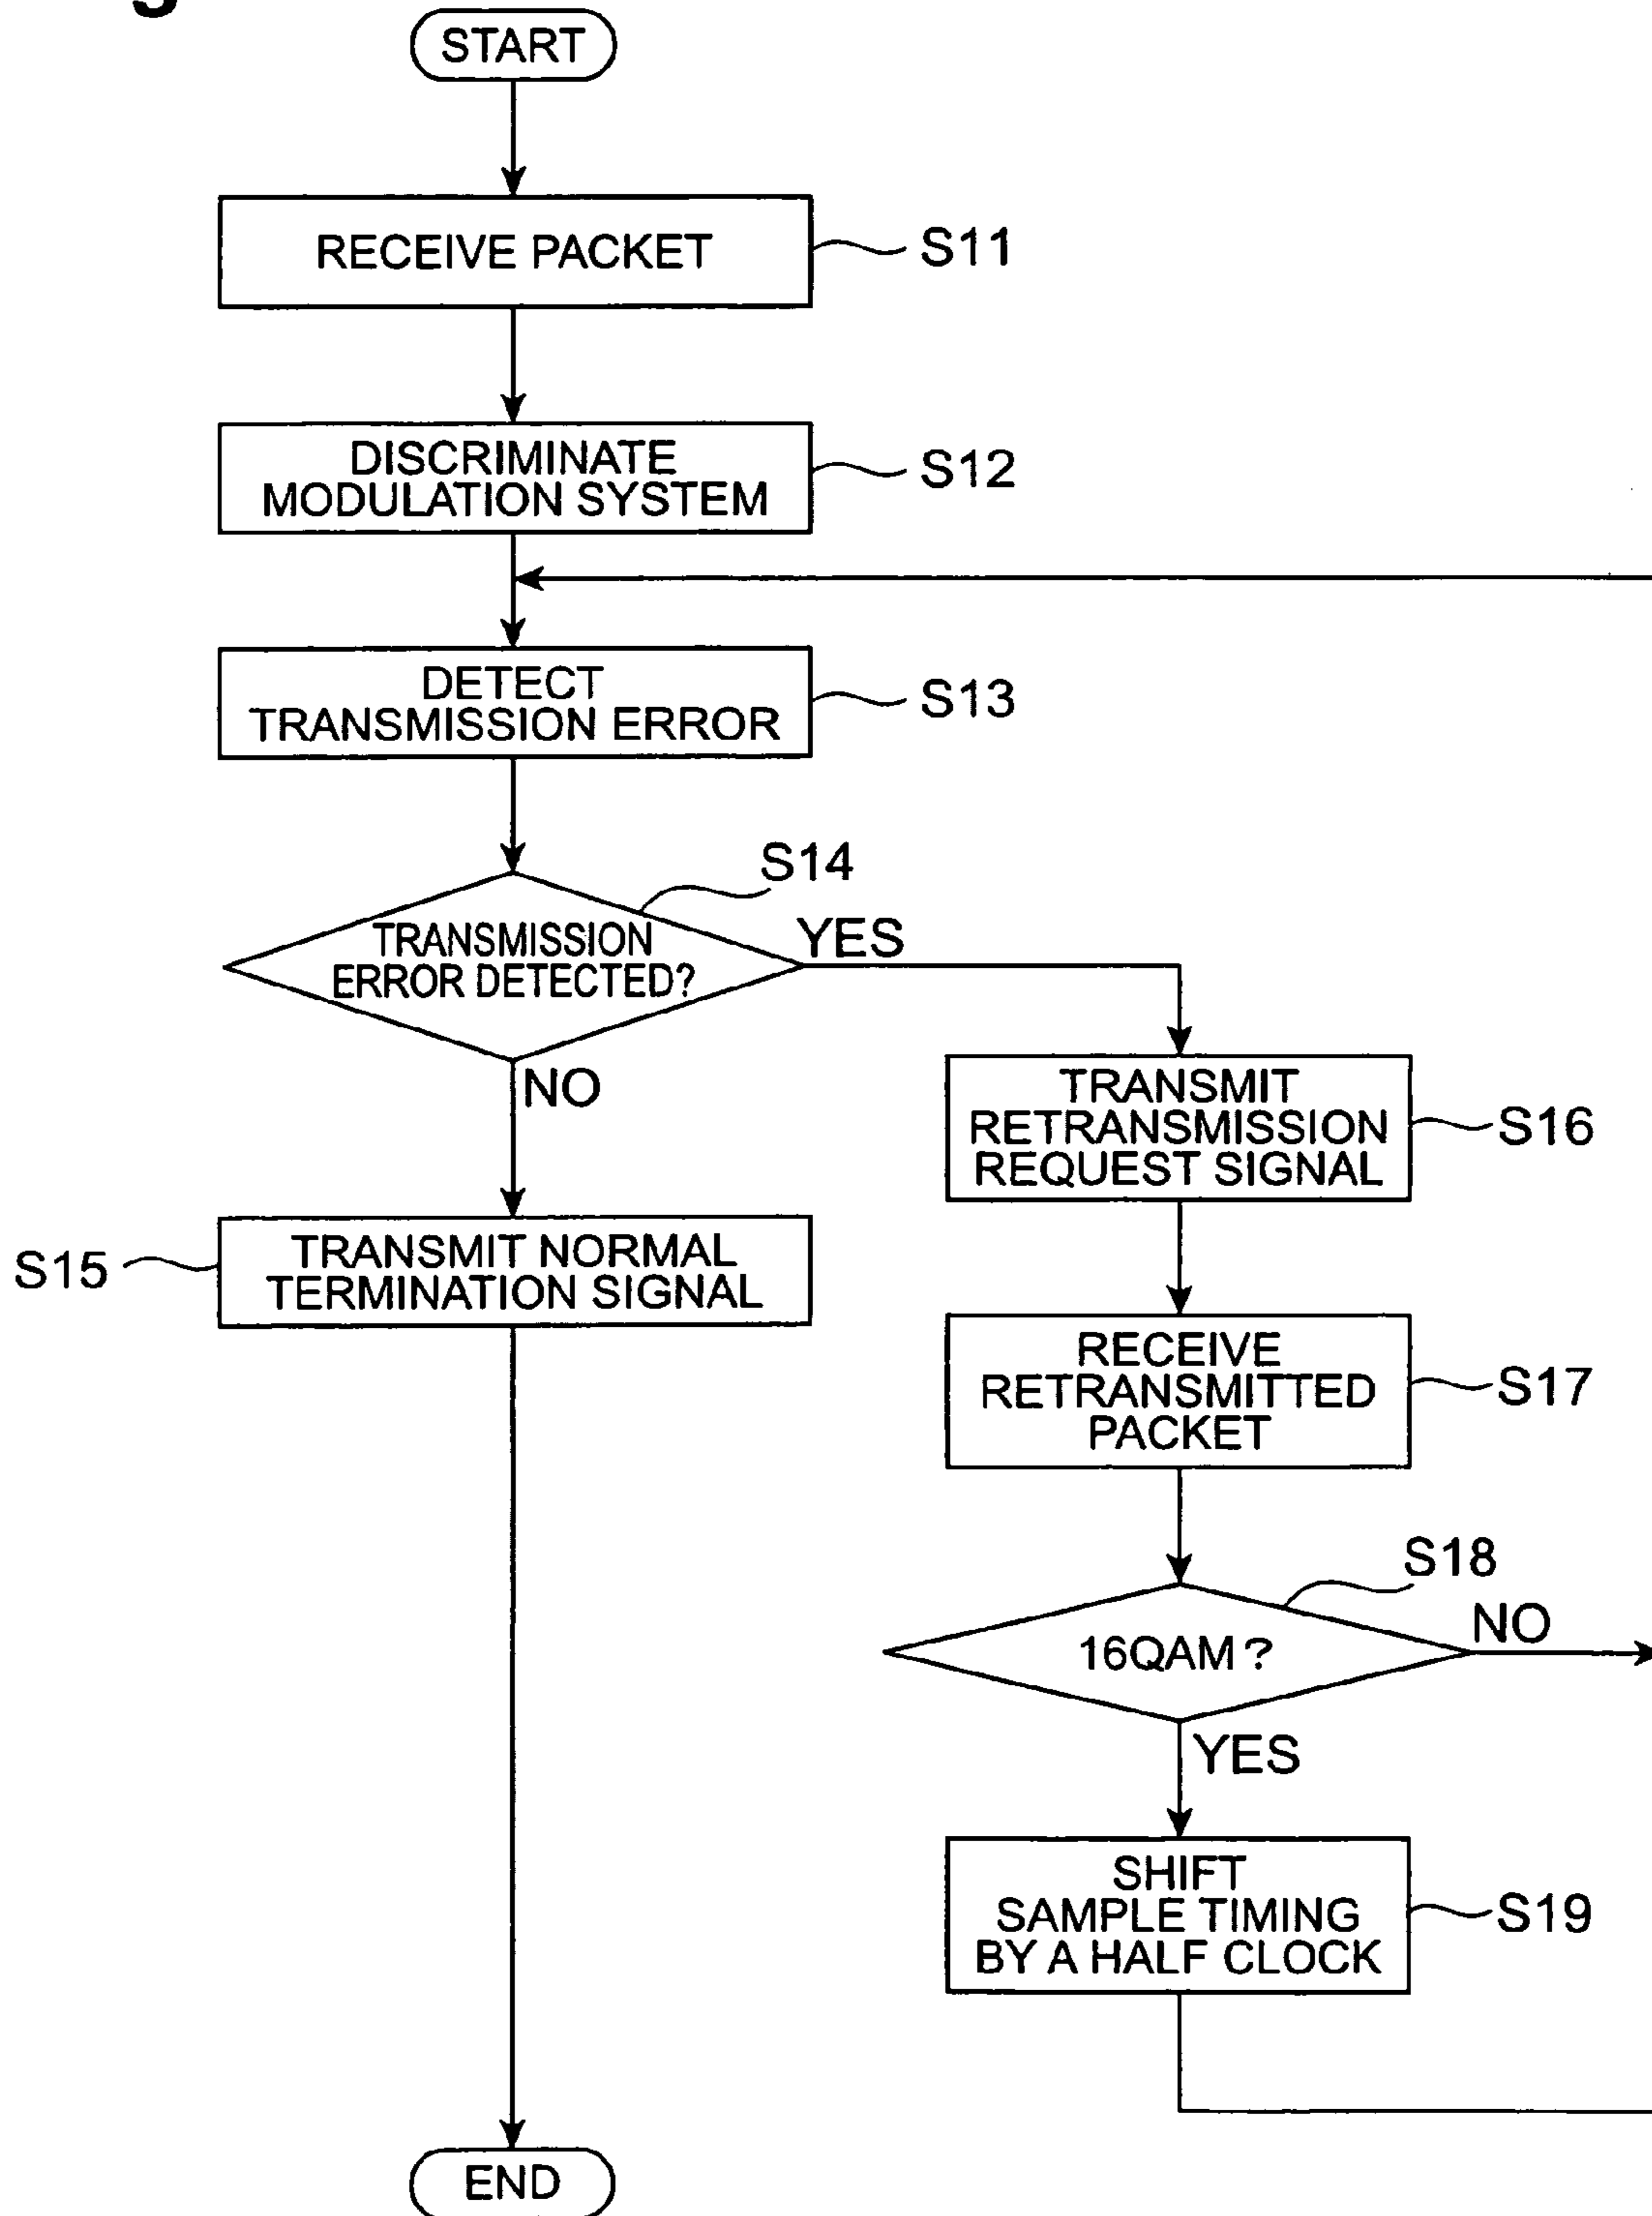 START
RECEIVE PACKET
S11
DISCRIMINATE
MODULATION SYSTEM
S12
DETECT
TRANSMISSION ERROR
S13
S14
TRANSMISSION
ERROR DETECTED?
YES
NO
TRANSMIT
RETRANSMISSION
REQUEST SIGNAL
S16
S15
TRANSMIT NORMAL
TERMINATION SIGNAL
RECEIVE
RETRANSMITTED
PACKET
S17
S18
16QAM?
NO
YES
SHIFT
SAMPLE TIMING
BY A HALF CLOCK
S19
END